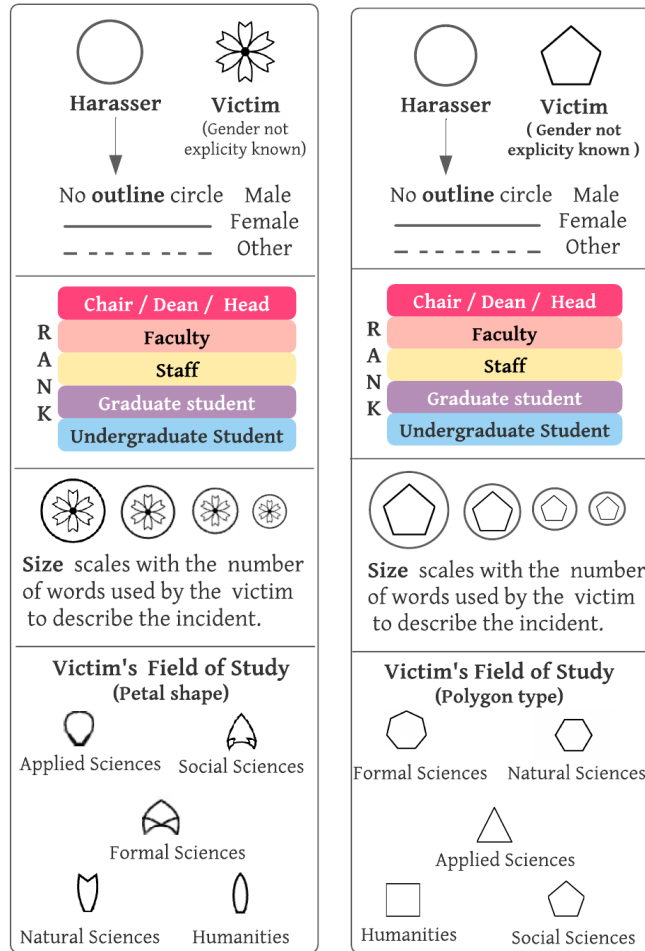 Harasser
Victim
(Gender not
explicity known)
No outline circle Male
Female
Other
R
A
N
K
Chair / Dean / Head
Faculty
Staff
Graduate student
Undergraduate Student
Size scales with the number
of words used by the victim
to describe the incident.
Victim's Field of Study
(Petal shape)
Applied Sciences
Social Sciences
Formal Sciences
Natural Sciences
Humanities
Harasser
Victim
( Gender not
explicity known )
No outline circle Male
Female
Other
R
A
N
K
Chair / Dean / Head
Faculty
Staff
Graduate student
Undergraduate Student
Size scales with the number
of words used by the victim
to describe the incident.
Victim's Field of Study
(Polygon type)
Formal Sciences
Natural Sciences
Applied Sciences
Humanities
Social Sciences